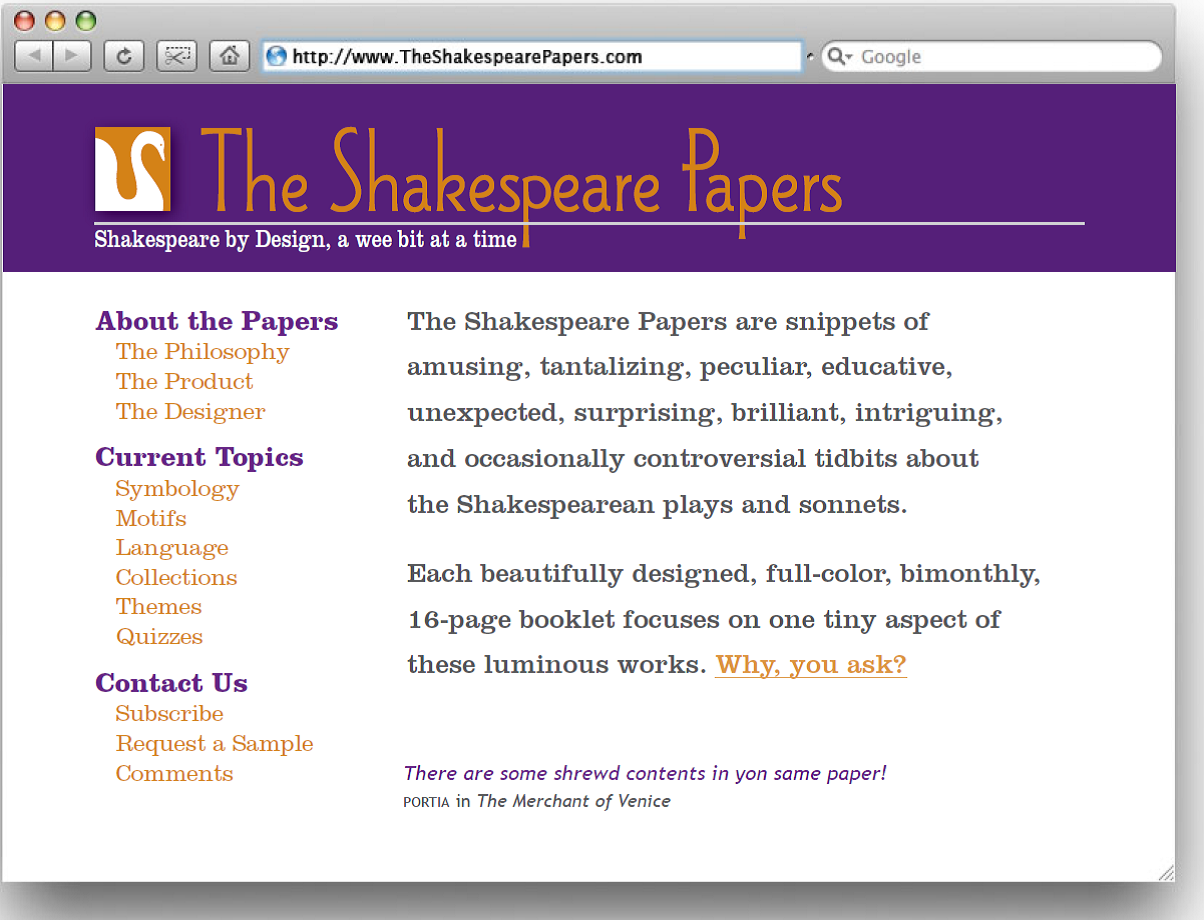 http://www.TheShakespearePapers.com
Google
The Shakespeare Papers
Shakespeare by Design, a wee bit at a time
About the Papers
The Philosophy
The Product
The Designer
Current Topics
Symbology
Motifs
Language
Collections
Themes
Quizzes
Contact Us
Subscribe
Request a Sample
Comments
The Shakespeare Papers are snippets of
amusing, tantalizing, peculiar, educative,
unexpected, surprising, brilliant, intriguing,
and occasionally controversial tidbits about
the Shakespearean plays and sonnets.
Each beautifully designed, full-color, bimonthly,
16-page booklet focuses on one tiny aspect of
these luminous works. Why, you ask?
There are some shrewd contents in yon same paper!
PORTIA in The Merchant of Venice